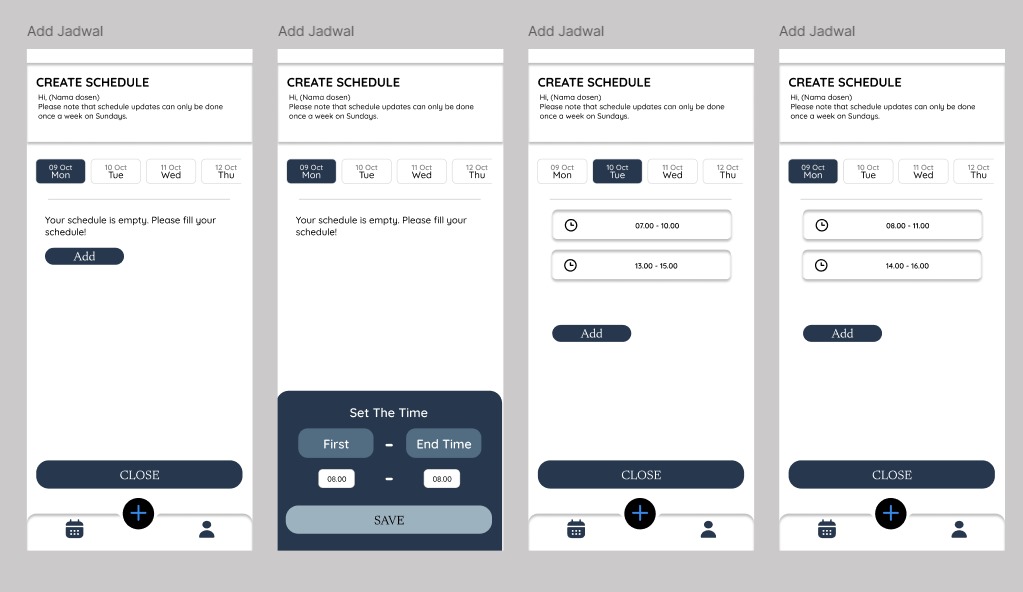 Add Jadwal
CREATE SCHEDULE
Hi, (Nama dosen)
Please note that schedule updates can only be done
once a week on Sundays.
09 Oct
Mon
10 Oct
Tue
11 Oct
Wed
12 Oct
Thu
Your schedule is empty. Please fill your
schedule!
Add
CLOSE
Add Jadwal
CREATE SCHEDULE
Hi, (Nama dosen)
Please note that schedule updates can only be done
once a week on Sundays.
09 Oct
Mon
10 Oct
Tue
11 Oct
Wed
12 Oct
Thu
Your schedule is empty. Please fill your
schedule!
Set The Time
First - End Time
08.00 - 08.00
SAVE
Add Jadwal
CREATE SCHEDULE
Hi, (Nama dosen)
Please note that schedule updates can only be done
once a week on Sundays.
09 Oct
Mon
10 Oct
Tue
11 Oct
Wed
12 Oct
Thu
07.00 - 10.00
13.00 - 15.00
Add
CLOSE
Add Jadwal
CREATE SCHEDULE
Hi, (Nama dosen)
Please note that schedule updates can only be done
once a week on Sundays.
09 Oct
Mon
10 Oct
Tue
11 Oct
Wed
12 Oct
Thu
08.00 - 11.00
14.00 - 16.00
Add
CLOSE